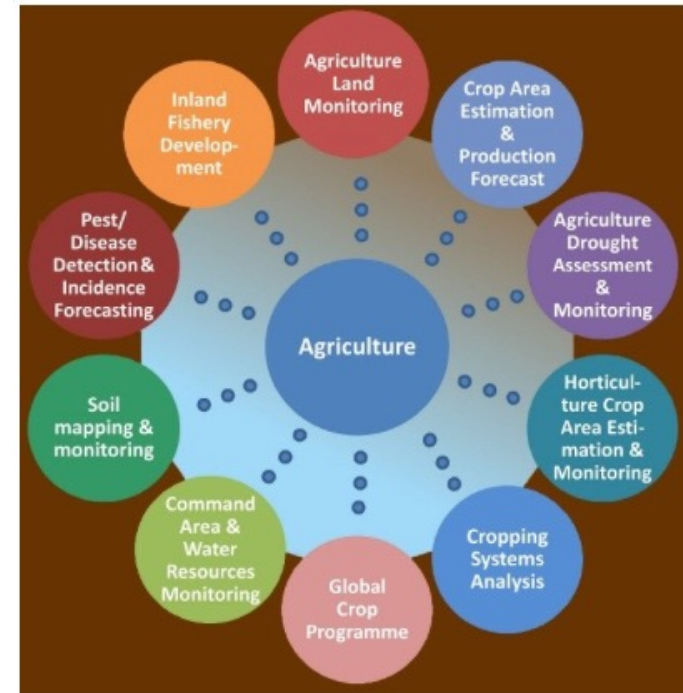 Agriculture
Land
Monitoring
Crop Area
Estimation
&
Production
Forecast
Agriculture
Drought
Assessment
&
Monitoring
Horticul-
ture Crop
Area Esti-
mation &
Monitoring
Cropping
Systems
Analysis
Global
Crop
Programme
Command
Area &
Water
Resources
Monitoring
Soil
mapping &
monitoring
Pest/
Disease
Detection &
Incidence
Forecasting
Inland
Fishery
Develop-
ment
Agriculture